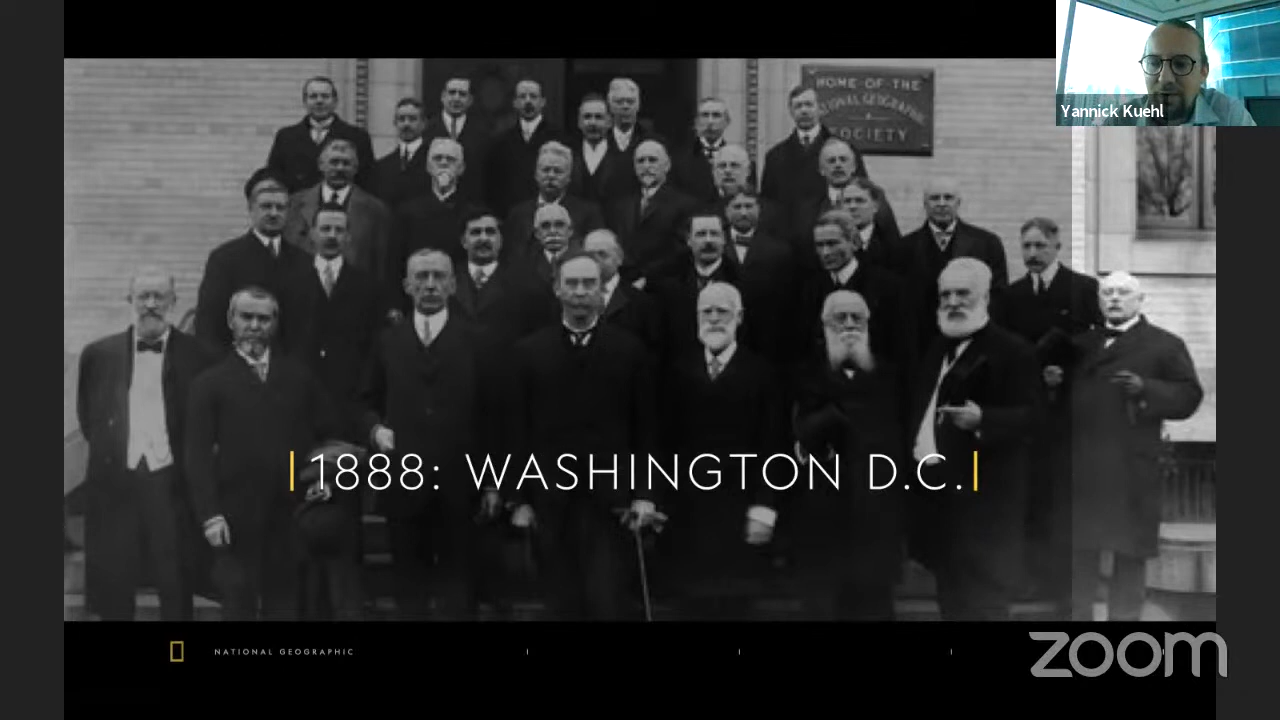 Yannick Kuehl
HOME·OF·THE
NATIONAL GEOGRAPHIC
SOCIETY
|1888: WASHINGTON D.C.|
NATIONAL GEOGRAPHIC
zoom